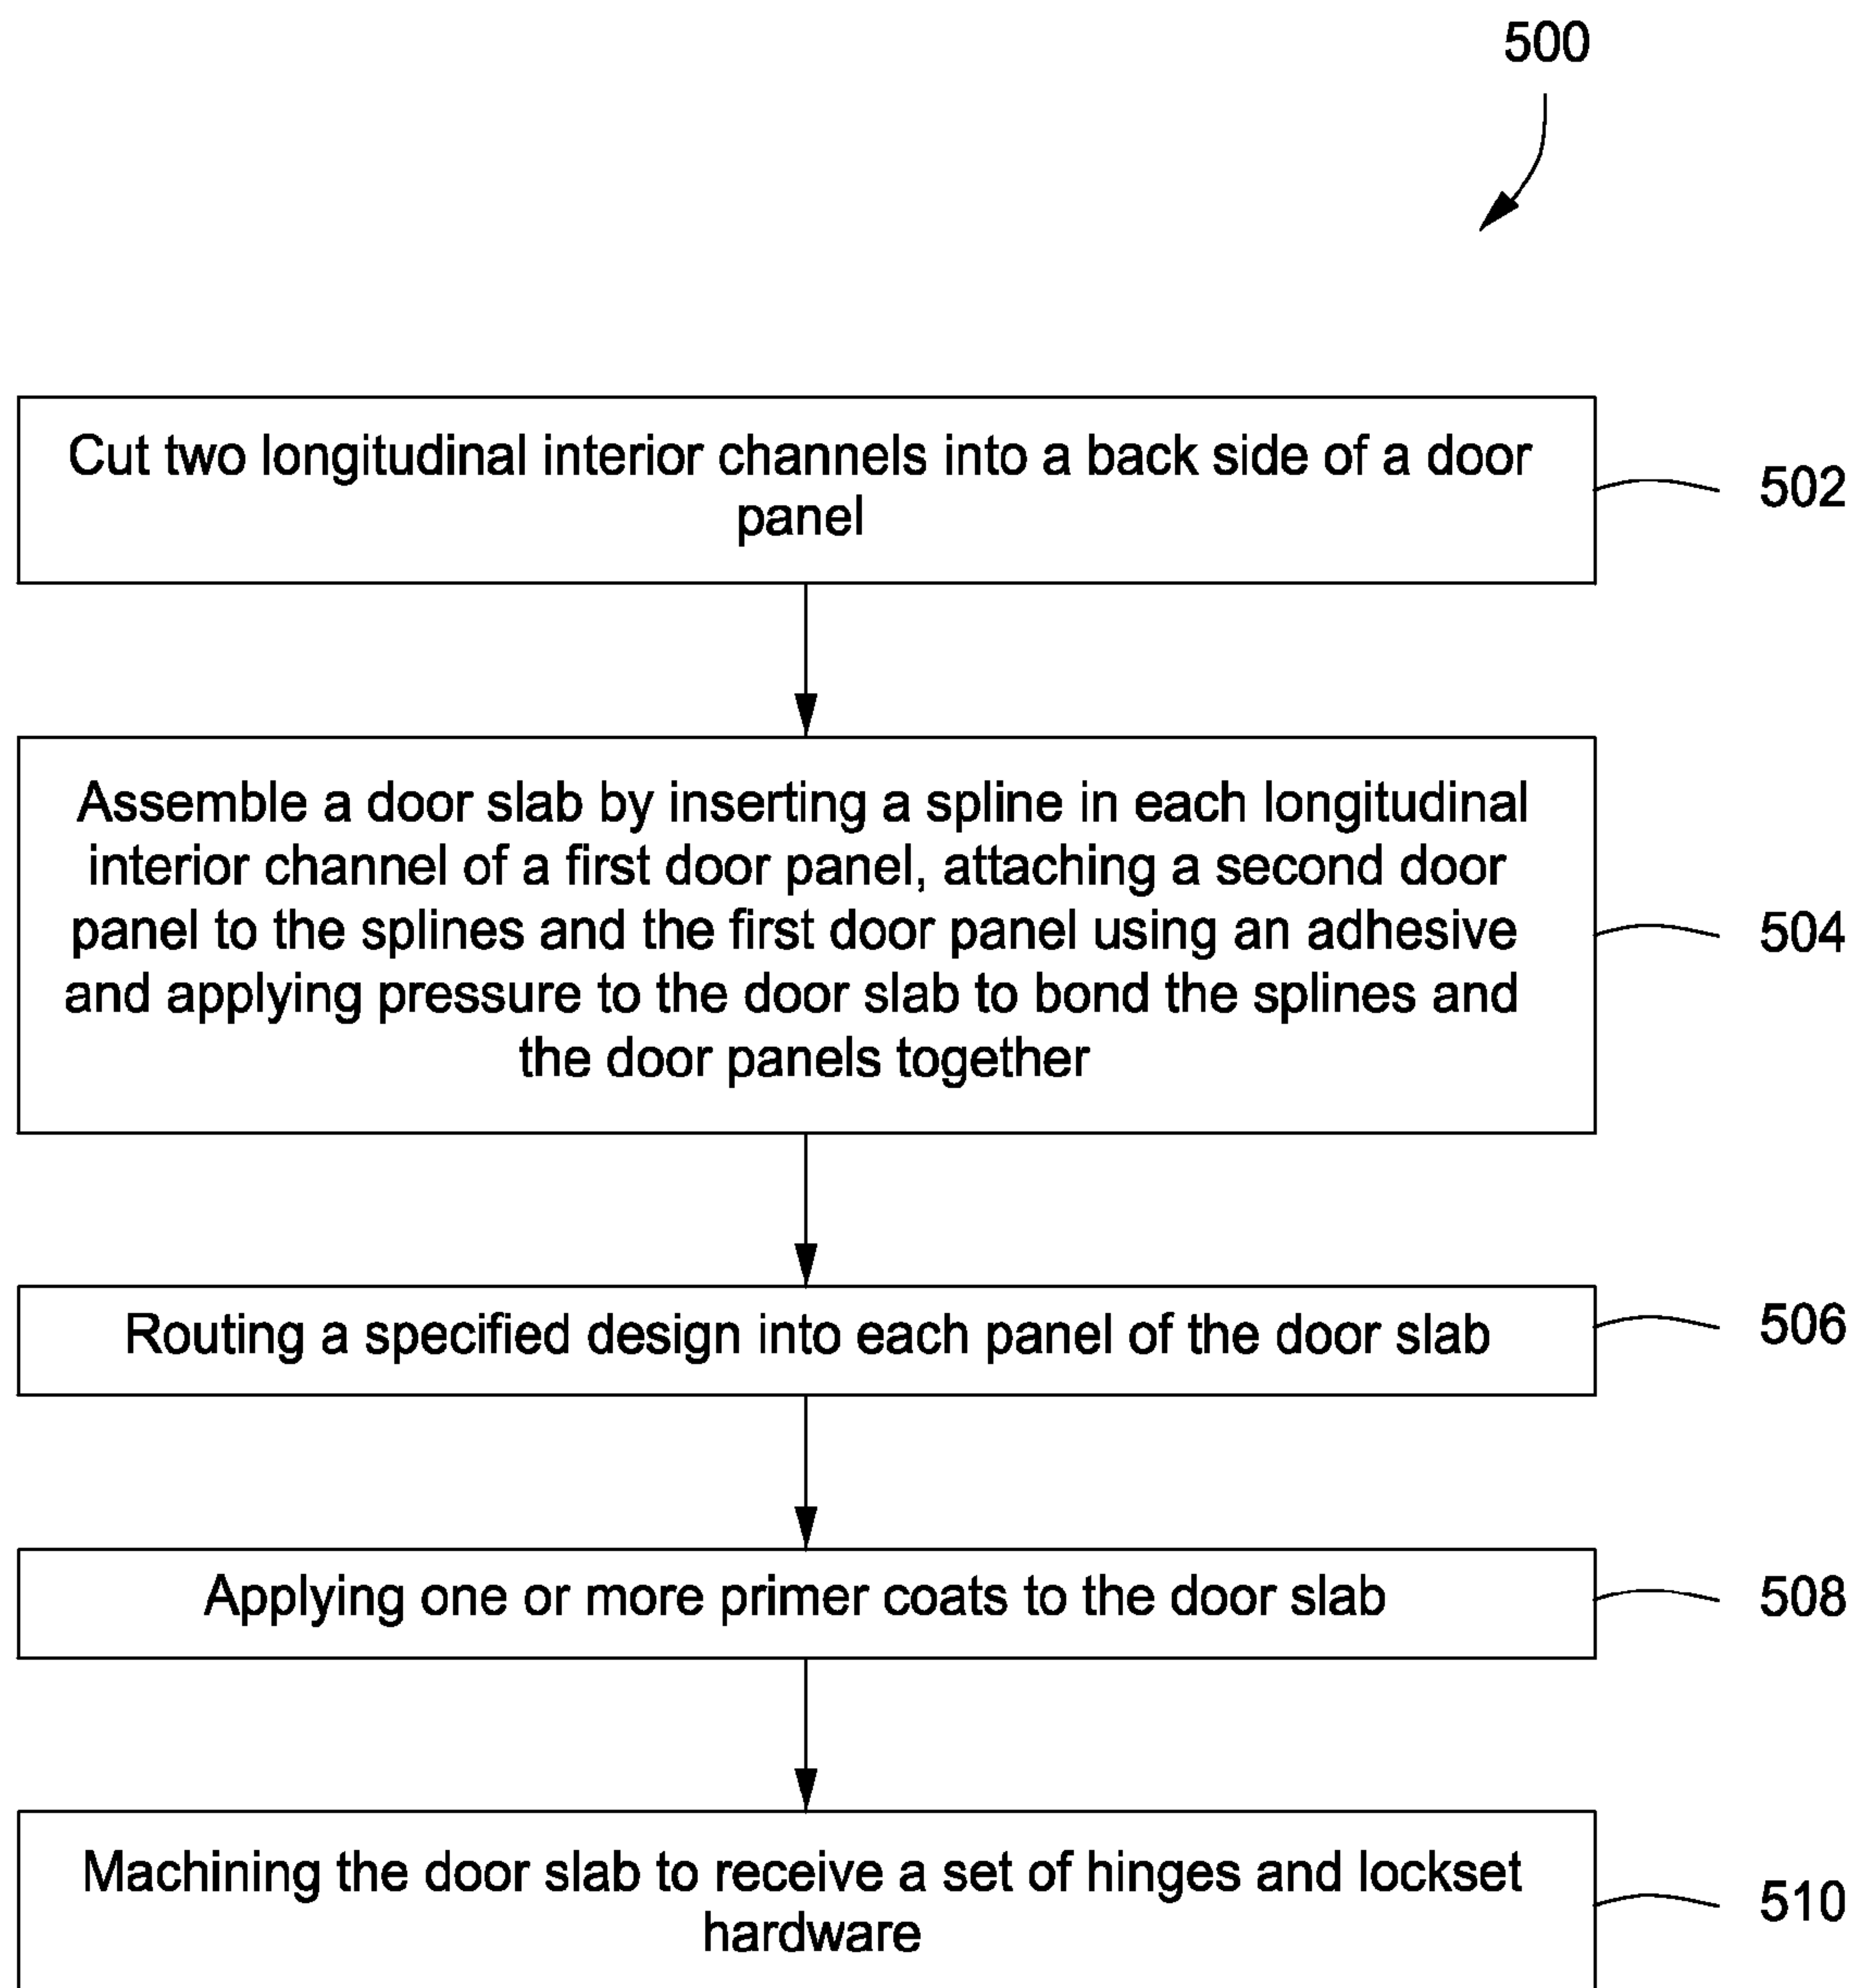 500
Cut two longitudinal interior channels into a back side of a door
panel
502
Assemble a door slab by inserting a spline in each longitudinal
interior channel of a first door panel, attaching a second door
panel to the splines and the first door panel using an adhesive
and applying pressure to the door slab to bond the splines and
the door panels together
504
Routing a specified design into each panel of the door slab
506
Applying one or more primer coats to the door slab
508
Machining the door slab to receive a set of hinges and lockset
hardware
510